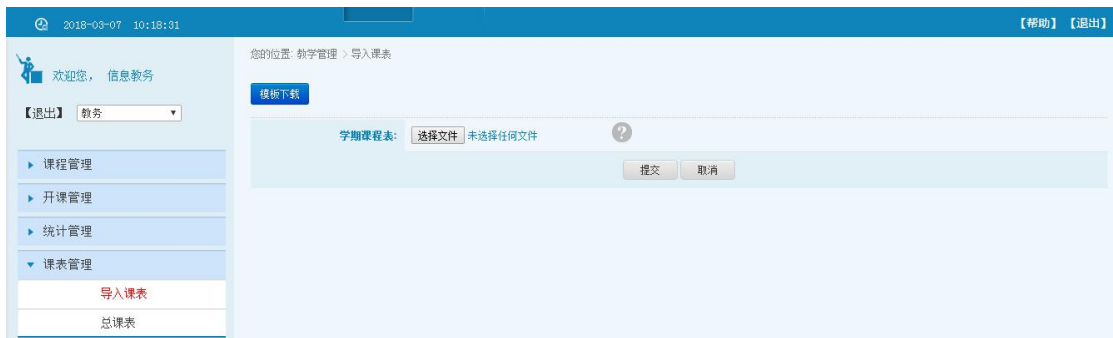 2018-03-07 10:18:31
【帮助】【退出】
欢迎您， 信息教务
【退出】 教务
课程管理
开课管理
统计管理
课表管理
导入课表
总课表
您的位置: 教学管理 > 导入课表
模板下载
学期课程表: 选择文件 未选择任何文件 ?
提交 取消